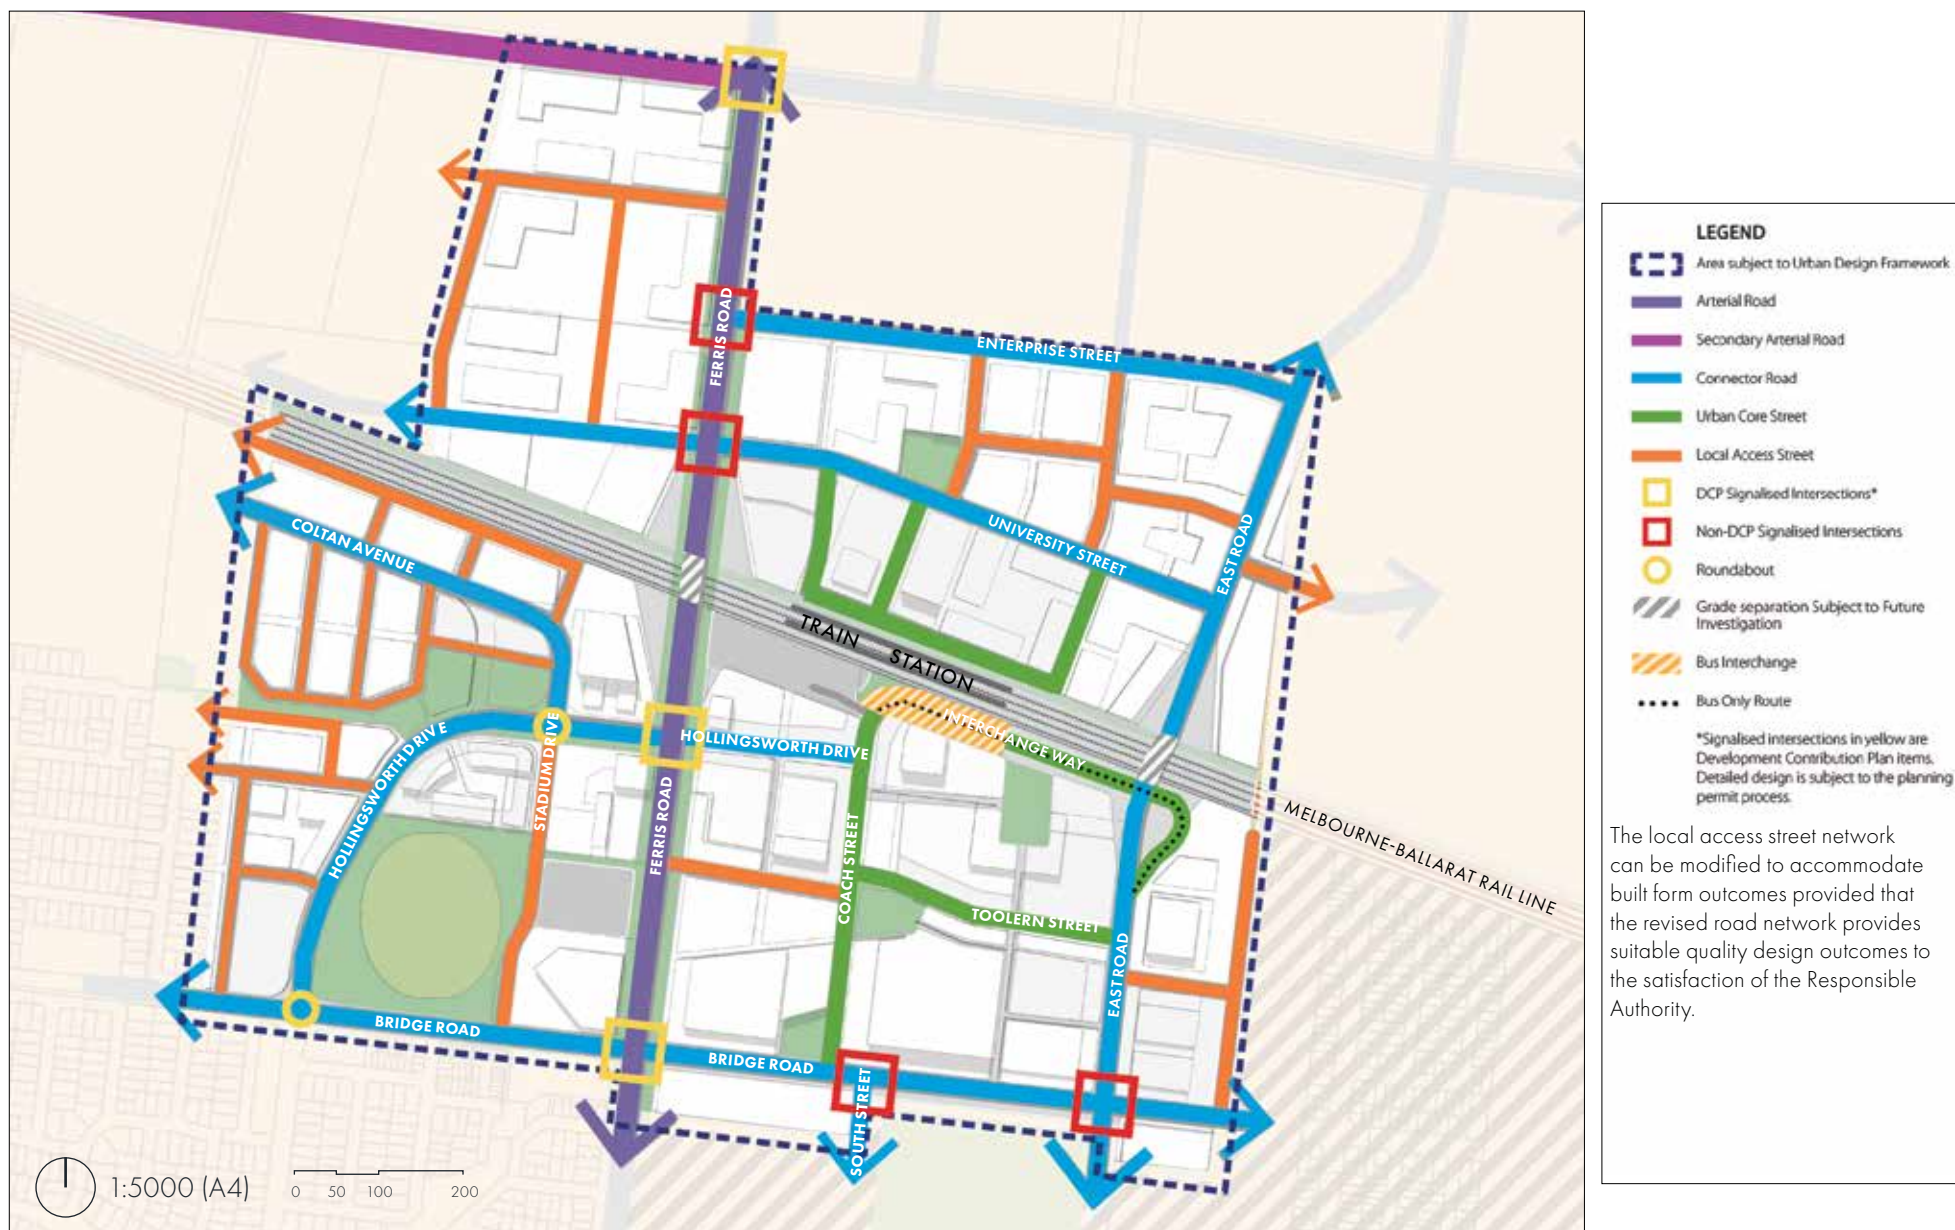 FERRIS ROAD
ENTERPRISE STREET
COLTAN AVENUE
UNIVERSITY STREET
EAST ROAD
TRAIN STATION
INTERCHANGE WAY
HOLLINGSWORTH DRIVE
HOLLINGSWORTH DRIVE
STADIUM DRIVE
FERRIS ROAD
COACH STREET
TOOLERN STREET
EAST ROAD
MELBOURNE-BALLARAT RAIL LINE
BRIDGE ROAD
BRIDGE ROAD
SOUTH STREET
1:5000 (A4)
0 50 100 200
LEGEND
Area subject to Urban Design Framework
Arterial Road
Secondary Arterial Road
Connector Road
Urban Core Street
Local Access Street
DCP Signalised Intersections*
Non-DCP Signalised Intersections
Roundabout
Grade separation Subject to Future
Investigation
Bus Interchange
Bus Only Route
*Signalised intersections in yellow are
Development Contribution Plan items.
Detailed design is subject to the planning
permit process.
The local access street network
can be modified to accommodate
built form outcomes provided that
the revised road network provides
suitable quality design outcomes to
the satisfaction of the Responsible
Authority.